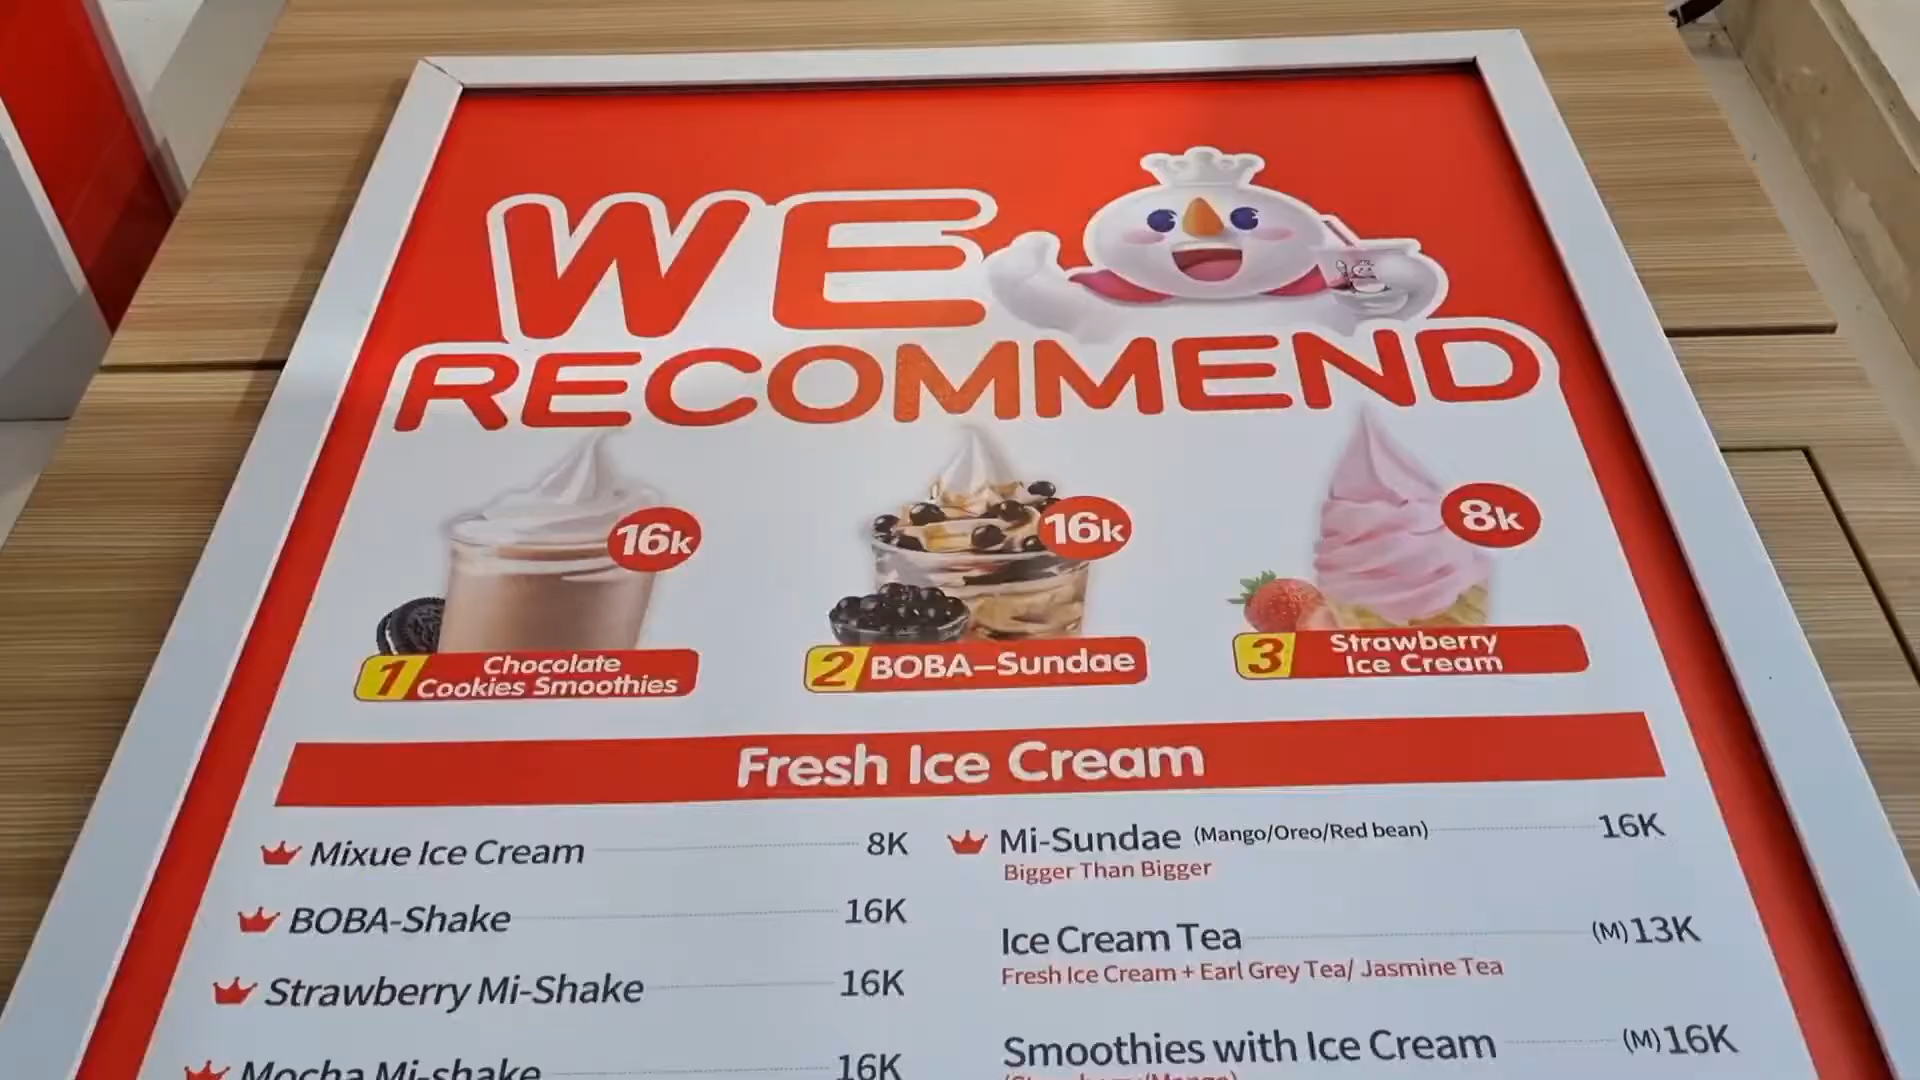 WE
RECOMMEND
16k
16k
8k
1 Chocolate
Cookies Smoothies
2 BOBA-Sundae
3 Strawberry
Ice Cream
Fresh Ice Cream
Mixue Ice Cream 8K
BOBA-Shake 16K
Strawberry Mi-Shake 16K
Mocha Mi-shake 16K
Mi-Sundae (Mango/Oreo/Red bean) 16K
Bigger Than Bigger
Ice Cream Tea (M) 13K
Fresh Ice Cream + Earl Grey Tea/ Jasmine Tea
Smoothies with Ice Cream (M) 16K